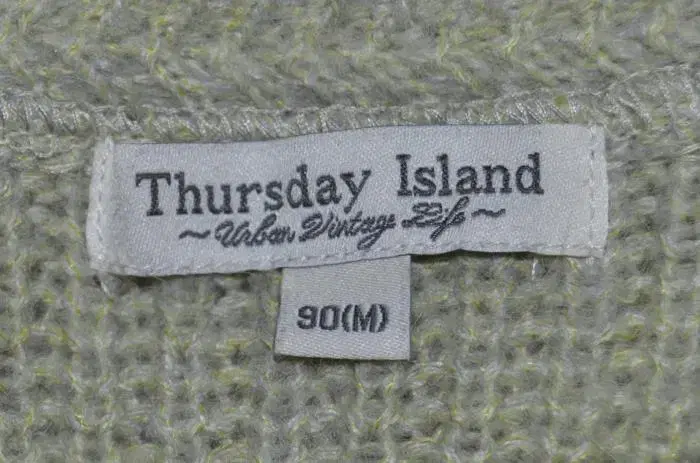 Thursday Island
~ Urban Vintage Life ~
90(M)